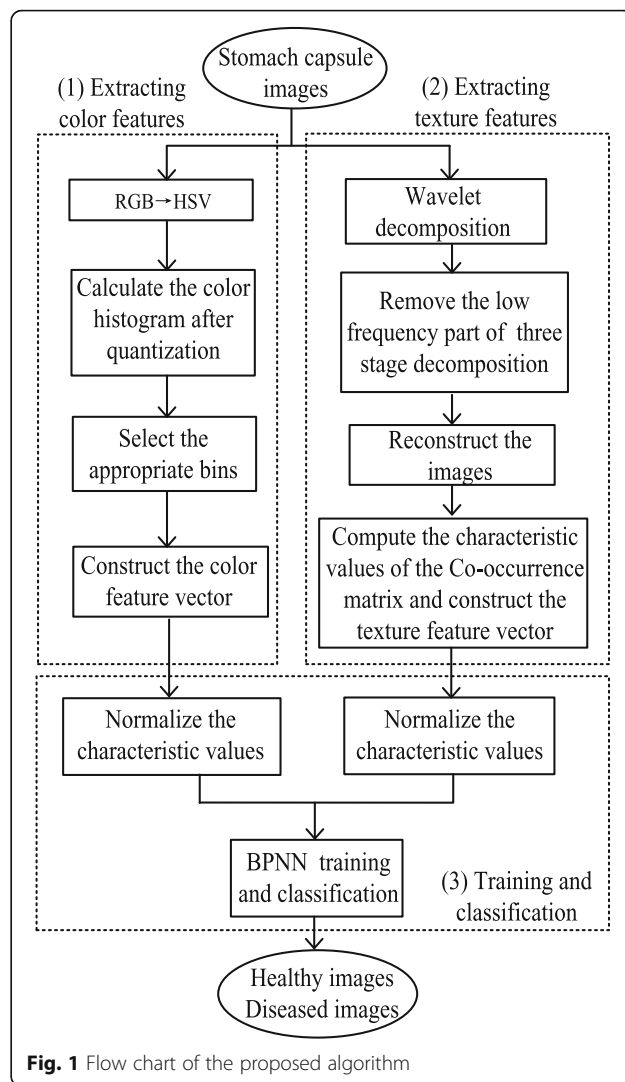 Stomach capsule
images
(1) Extracting
color features
(2) Extracting
texture features
RGB→HSV
Calculate the color
histogram after
quantization
Select the
appropriate bins
Construct the color
feature vector
Wavelet
decomposition
Remove the low
frequency part of three
stage decomposition
Reconstruct the
images
Compute the characteristic
values of the Co-occurrence
matrix and construct the
texture feature vector
Normalize the
characteristic values
Normalize the
characteristic values
BPNN training
and classification
(3) Training and
classification
Healthy images
Diseased images
Fig. 1 Flow chart of the proposed algorithm